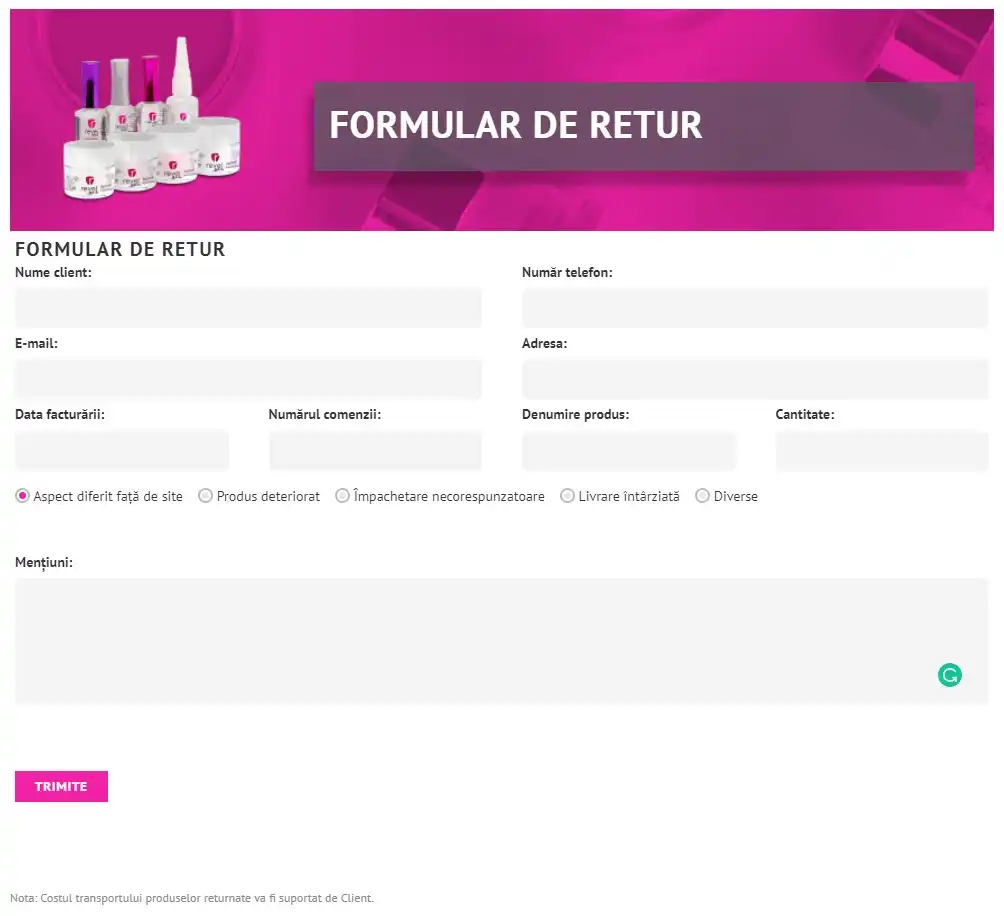 FORMULAR DE RETUR
FORMULAR DE RETUR
Nume client:
Număr telefon:
E-mail:
Adresa:
Data facturării:
Numărul comenzii:
Denumire produs:
Cantitate:
Aspect diferit față de site
Produs deteriorat
Împachetare necorespunzatoare
Livrare întârziată
Diverse
Mențiuni:
TRIMITE
Nota: Costul transportului produselor returnate va fi suportat de Client.